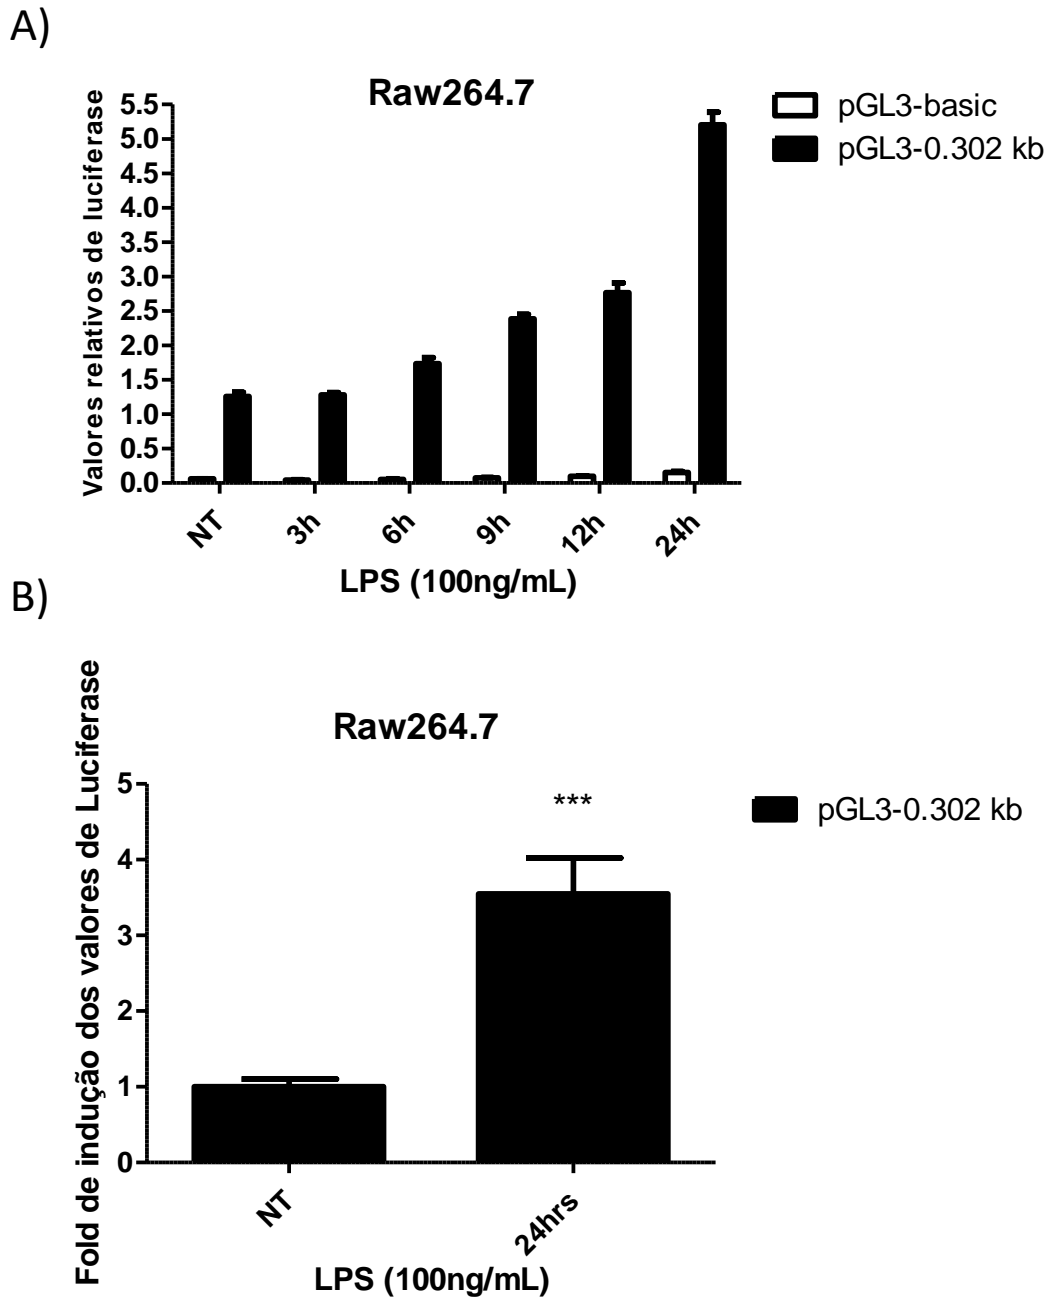 A)
Raw264.7
Valores relativos de luciferase
5.5
5.0
4.5
4.0
3.5
3.0
2.5
2.0
1.5
1.0
0.5
0.0
pGL3-basic
pGL3-0.302 kb
NT
3h
6h
9h
12h
24h
LPS (100ng/mL)
B)
Raw264.7
Fold de indução dos valores de Luciferase
5
4
3
2
1
0
***
pGL3-0.302 kb
NT
24hrs
LPS (100ng/mL)